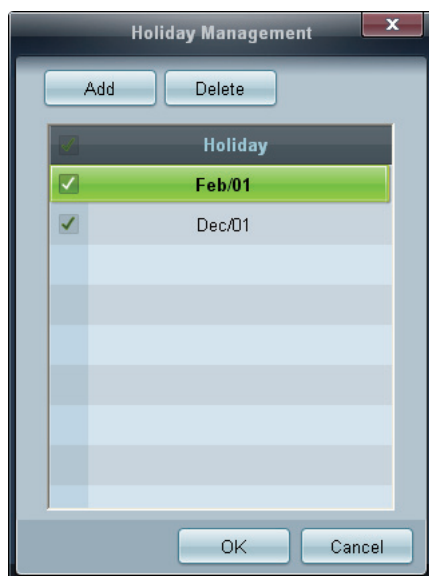 Holiday Management
x
Add Delete
Holiday
Feb/01
Dec/01
OK Cancel